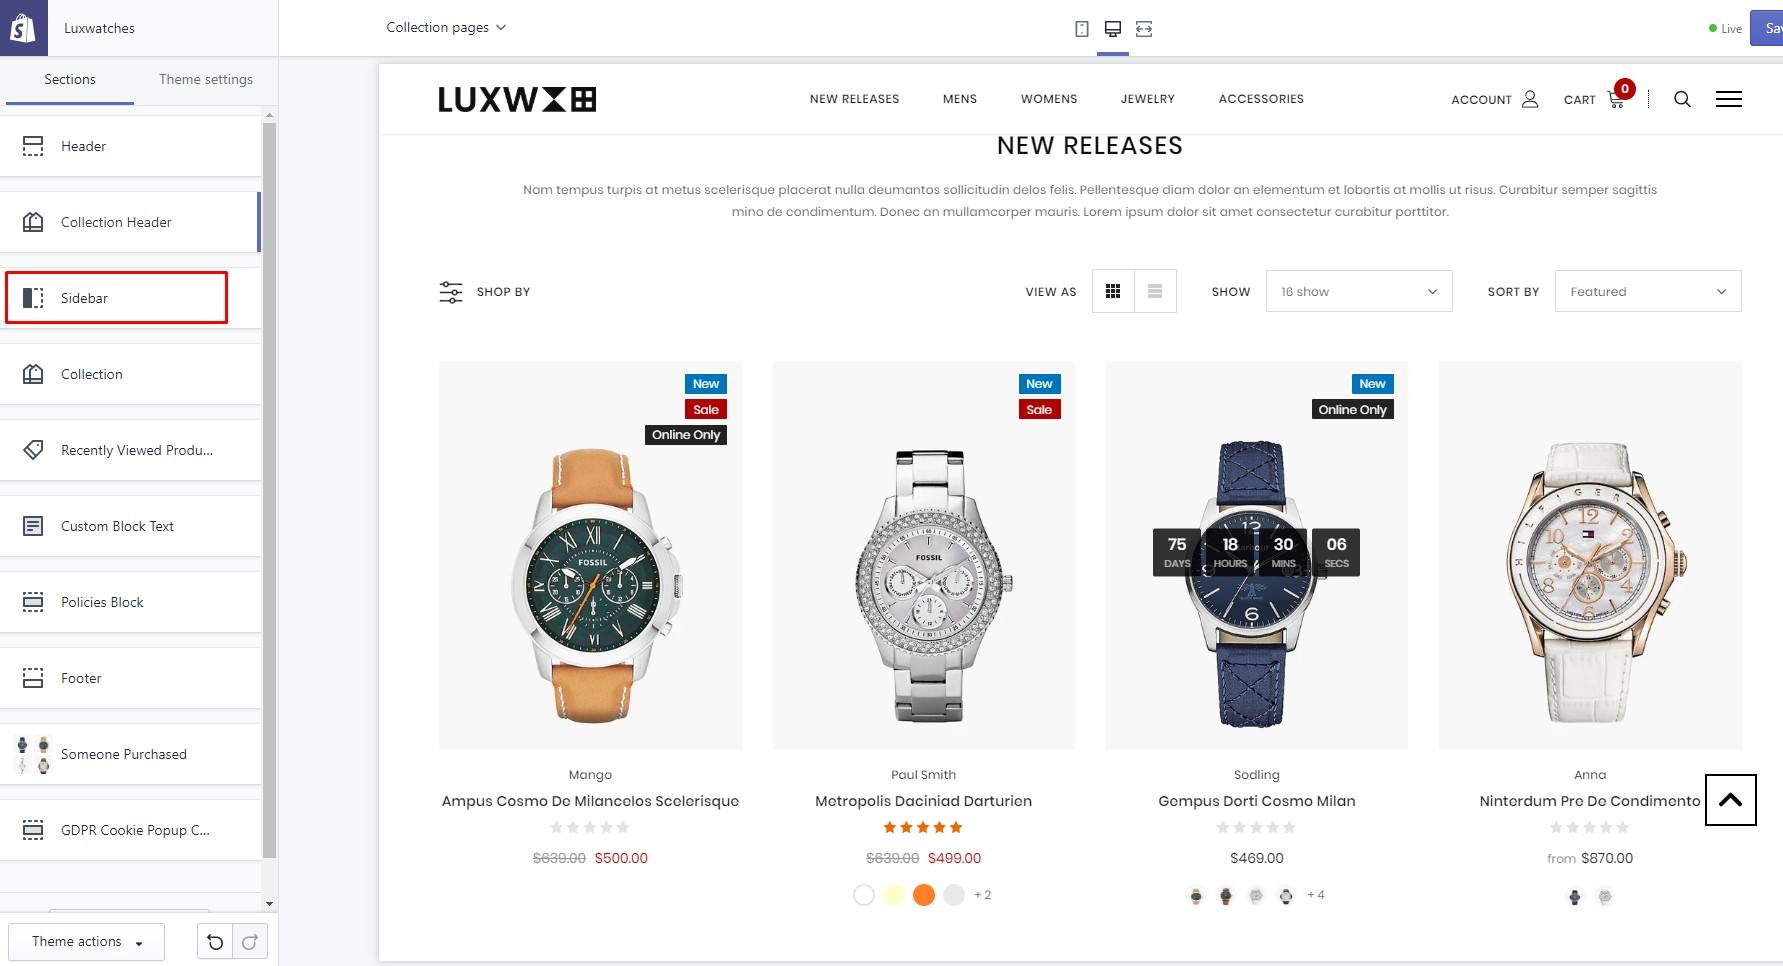 Luxwatches
Collection pages
Live
Sav
Sections
Theme settings
Header
Collection Header
Sidebar
Collection
Recently Viewed Produ...
Custom Block Text
Policies Block
Footer
Someone Purchased
GDPR Cookie Popup C...
Theme actions
LUXW
NEW RELEASES MENS WOMENS JEWELRY ACCESSORIES
ACCOUNT CART 0
NEW RELEASES
Nam tempus turpis at metus scelerisque placerat nulla deumantos sollicitudin delos felis. Pellentesque diam dolor an elementum et lobortis at mollis ut risus. Curabitur semper sagittis
mino de condimentum. Donec an mullamcorper mauris. Lorem ipsum dolor sit amet consectetur curabitur porttitor.
SHOP BY
VIEW AS
SHOW 16 show
SORT BY Featured
New
Sale
Online Only
FOSSIL
Mango
Ampus Cosmo De Milancelos Scelerisque
$639.00 $500.00
New
Sale
FOSSIL
Paul Smith
Metropolis Daciniad Darturien
$639.00 $499.00
+ 2
New
Online Only
12
75 18 30 06
DAYS HOURS MINS SECS
6
Sodling
Gempus Dorti Cosmo Milan
$469.00
+ 4
Anna
Ninterdum Pre De Condimento
from $870.00